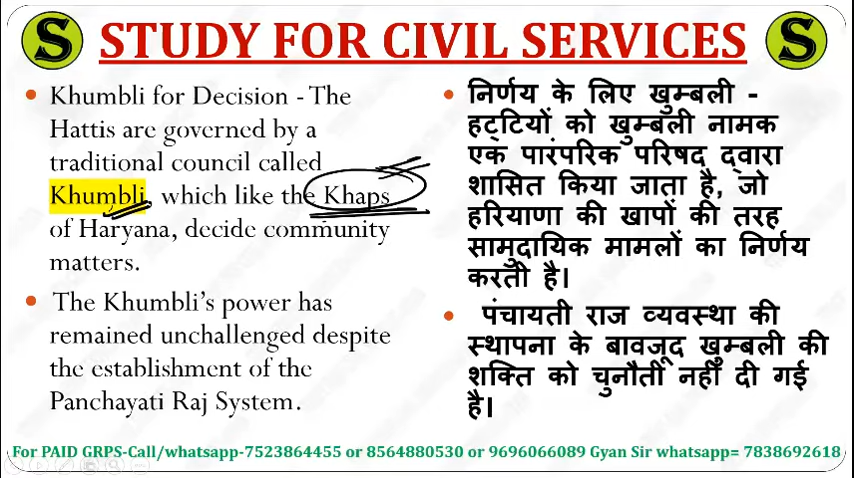 S STUDY FOR CIVIL SERVICES S
• Khumbli for Decision - The
Hattis are governed by a
traditional council called
Khumbli, which like the Khaps
of Haryana, decide community
matters.
• The Khumbli's power has
remained unchallenged despite
the establishment of the
Panchayati Raj System.
• निर्णय के लिए खुम्बली -
हट्टियों को खुम्बली नामक
एक पारंपरिक परिषद द्वारा
शासित किया जाता है, जो
हरियाणा की खापों की तरह
सामुदायिक मामलों का निर्णय
करती है।
• पंचायती राज व्यवस्था की
स्थापना के बावजूद खुम्बली की
शक्ति को चुनौती नहीं दी गई
है।
For PAID GRPS-Call/whatsapp-7523864455 or 8564880530 or 9696066089 Gyan Sir whatsapp= 7838692618